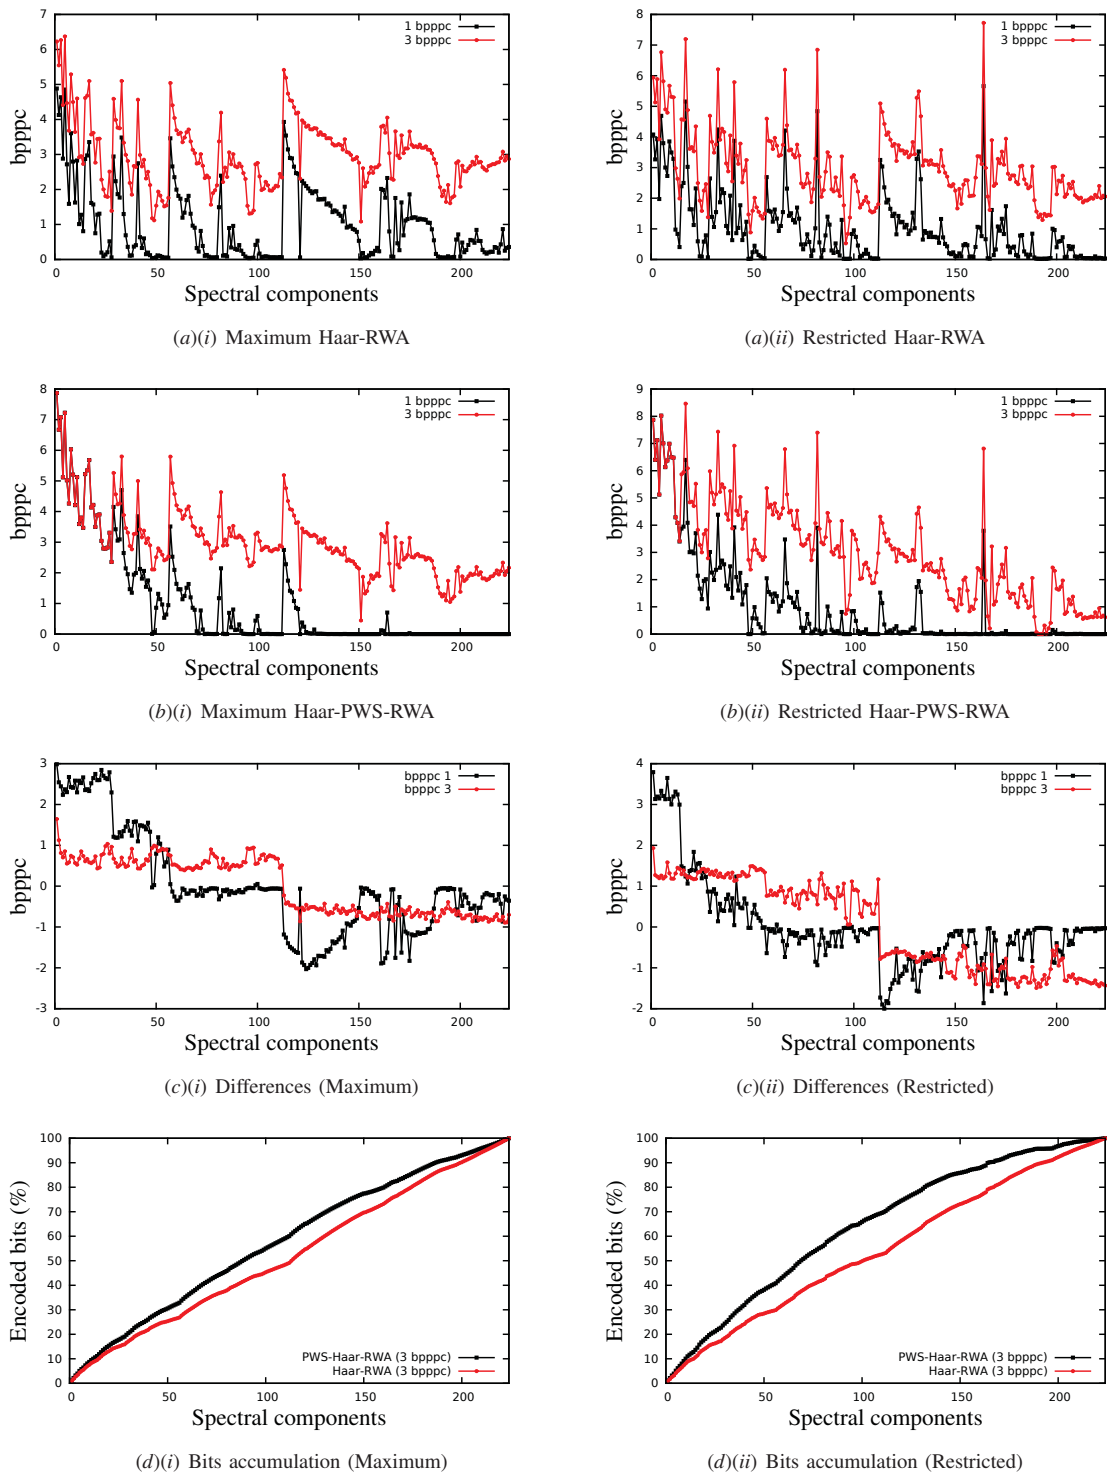 7
6
5
4
3
2
1
0
bpppc
1 bpppc
3 bpppc
0
50
100
150
200
Spectral components
(a)(i) Maximum Haar-RWA
8
7
6
5
4
3
2
1
0
bpppc
1 bpppc
3 bpppc
0
50
100
150
200
Spectral components
(a)(ii) Restricted Haar-RWA
8
7
6
5
4
3
2
1
0
bpppc
1 bpppc
3 bpppc
0
50
100
150
200
Spectral components
(b)(i) Maximum Haar-PWS-RWA
9
8
7
6
5
4
3
2
1
0
bpppc
1 bpppc
3 bpppc
0
50
100
150
200
Spectral components
(b)(ii) Restricted Haar-PWS-RWA
3
2
1
0
-1
-2
-3
bpppc
bpppc 1
bpppc 3
0
50
100
150
200
Spectral components
(c)(i) Differences (Maximum)
4
3
2
1
0
-1
-2
bpppc
bpppc 1
bpppc 3
0
50
100
150
200
Spectral components
(c)(ii) Differences (Restricted)
100
90
80
70
60
50
40
30
20
10
0
Encoded bits (%)
PWS-Haar-RWA (3 bpppc)
Haar-RWA (3 bpppc)
0
50
100
150
200
Spectral components
(d)(i) Bits accumulation (Maximum)
100
90
80
70
60
50
40
30
20
10
0
Encoded bits (%)
PWS-Haar-RWA (3 bpppc)
Haar-RWA (3 bpppc)
0
50
100
150
200
Spectral components
(d)(ii) Bits accumulation (Restricted)